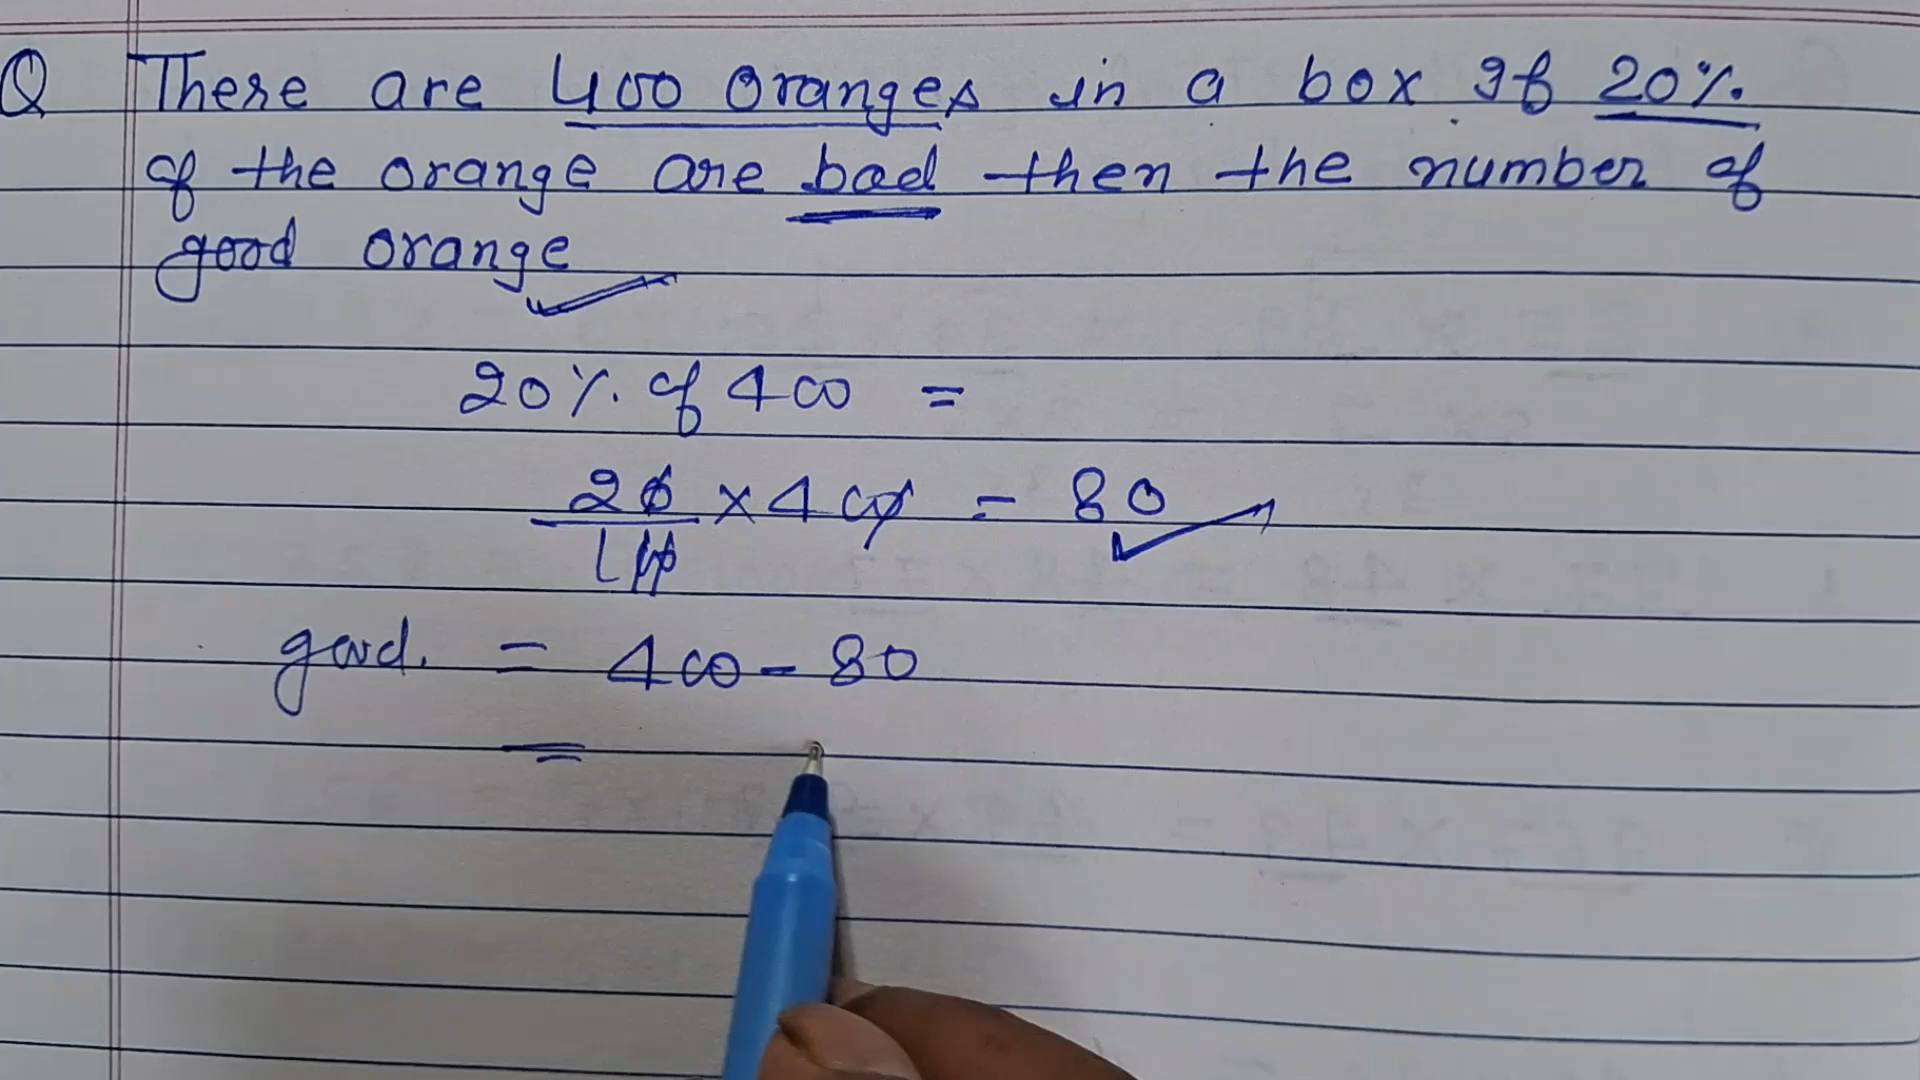 Q There are 400 oranges in a box If 20%
of the orange are bad then the number of
good orange
20% of 400 =
20/100 × 400 = 80
good. = 400 - 80
=